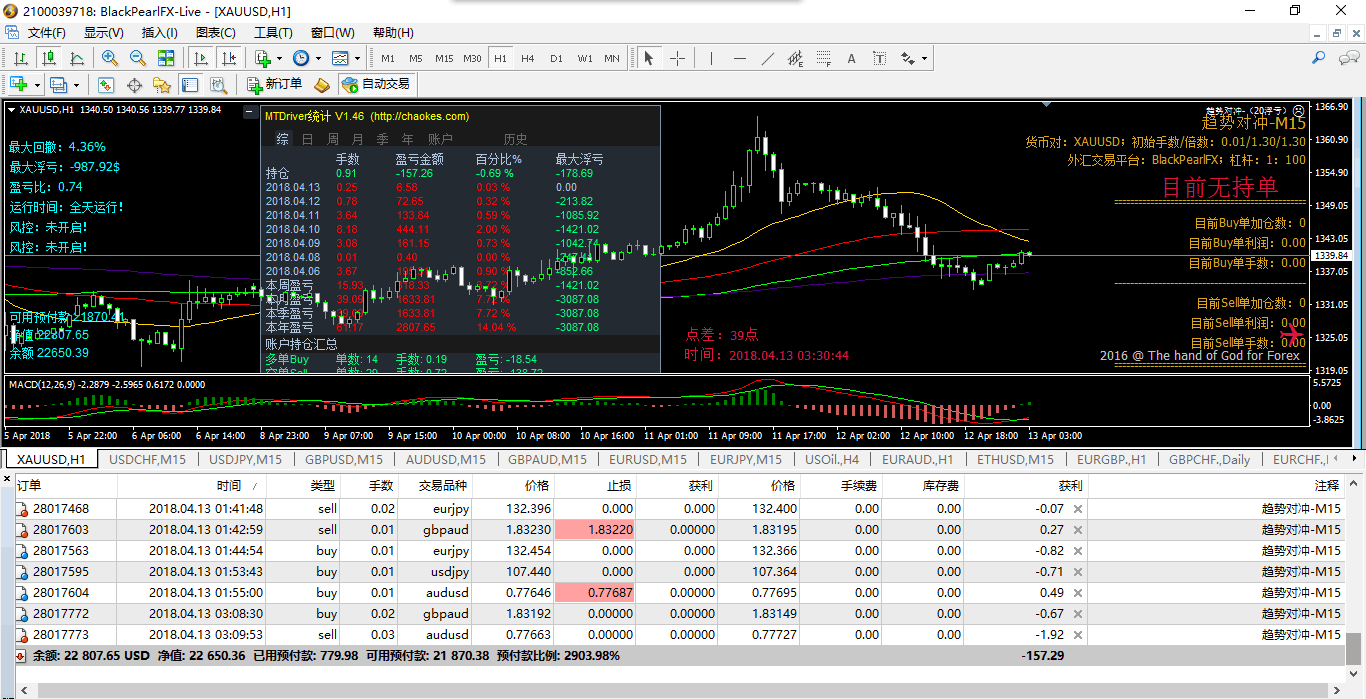 2100039718: BlackPearlFX-Live - [XAUUSD,H1]
文件(F) 显示(V) 插入(I) 图表(C) 工具(T) 窗口(W) 帮助(H)
A T M1 M5 M15 M30 H1 H4 D1 W1 MN
新订单 自动交易
XAUUSD,H1 1340.50 1340.56 1339.77 1339.84
最大回撤: 4.36%
最大浮亏: -987.92$
盈亏比: 0.74
运行时间: 全天运行!
风控: 未开启!
风控: 未开启!
可用预付款 21870.41
净值 22607.65
余额 22650.39
MTDriver统计 V1.46 (http://chaokes.com)
综 日 周 月 季 年 账户 历史
手数 盈亏金额 百分比% 最大浮亏
持仓 0.91 -157.26 -0.69 % -178.69
2018.04.13 0.25 6.58 0.03 % 0.00
2018.04.12 0.78 72.65 0.32 % -213.82
2018.04.11 3.64 133.84 0.59 % -1085.92
2018.04.10 8.18 444.11 2.00 % -1421.02
2018.04.09 3.08 161.15 0.73 % -1042.74
2018.04.08 0.01 0.40 0.00 %
2018.04.06 3.67 0.90 % -852.66
本周盈亏 15.93 -1421.02
本月盈亏 39.09 1633.81 -3087.08
本季盈亏 1633.81 7.72 % -3087.08
本年盈亏 61.17 2807.65 14.04 % -3087.08
账户持仓汇总
多单Buy 单数: 14 手数: 0.19 盈亏: -18.54
空单Sell 单数: 29 手数: 0.72 盈亏: -138.72
点差: 39点
时间: 2018.04.13 03:30:44
趋势对冲-(20浮亏)
趋势对冲-M15
货币对: XAUUSD; 初始手数/倍数: 0.01/1.30/1.30
外汇交易平台: BlackPearlFX; 杠杆: 1: 100
目前无持单
目前Buy单加仓数: 0
目前Buy单利润: 0.00
目前Buy单手数: 0.00
目前Sell单加仓数: 0
目前Sell单利润: 0.00
目前Sell单手数: 0.00
2016 @ The hand of God for Forex
1366.90
1360.90
1354.90
1349.05
1343.05
1339.84
1337.05
1331.05
1325.05
1319.05
MACD(12,26,9) -2.2879 -2.5965 0.6172 0.0000
5.5725
0.00
-3.8625
5 Apr 2018 5 Apr 22:00 6 Apr 06:00 6 Apr 14:00 8 Apr 23:00 9 Apr 07:00 9 Apr 15:00 10 Apr 00:00 10 Apr 08:00 10 Apr 16:00 11 Apr 01:00 11 Apr 09:00 11 Apr 17:00 12 Apr 02:00 12 Apr 10:00 12 Apr 18:00 13 Apr 03:00
XAUUSD,H1 USDCHF,M15 USDJPY,M15 GBPUSD,M15 AUDUSD,M15 GBPAUD,M15 EURUSD,M15 EURJPY,M15 USOil.,H4 EURAUD.,H1 ETHUSD,M15 EURGBP.,H1 GBPCHF.,Daily EURCHF.,
订单 时间 / 类型 手数 交易品种 价格 止损 获利 价格 手续费 库存费 获利 注释
28017468 2018.04.13 01:41:48 sell 0.02 eurjpy 132.396 0.000 0.000 132.400 0.00 0.00 -0.07 趋势对冲-M15
28017603 2018.04.13 01:42:59 sell 0.01 gbpaud 1.83230 1.83220 0.00000 1.83195 0.00 0.00 0.27 趋势对冲-M15
28017563 2018.04.13 01:44:54 buy 0.01 eurjpy 132.454 0.000 0.000 132.366 0.00 0.00 -0.82 趋势对冲-M15
28017595 2018.04.13 01:53:43 buy 0.01 usdjpy 107.440 0.000 0.000 107.364 0.00 0.00 -0.71 趋势对冲-M15
28017604 2018.04.13 01:55:00 buy 0.01 audusd 0.77646 0.77687 0.00000 0.77695 0.00 0.00 0.49 趋势对冲-M15
28017772 2018.04.13 03:08:30 buy 0.02 gbpaud 1.83192 0.00000 0.00000 1.83149 0.00 0.00 -0.67 趋势对冲-M15
28017773 2018.04.13 03:09:53 sell 0.03 audusd 0.77663 0.00000 0.00000 0.77727 0.00 0.00 -1.92 趋势对冲-M15
余额: 22 807.65 USD 净值: 22 650.36 已用预付款: 779.98 可用预付款: 21 870.38 预付款比例: 2903.98% -157.29